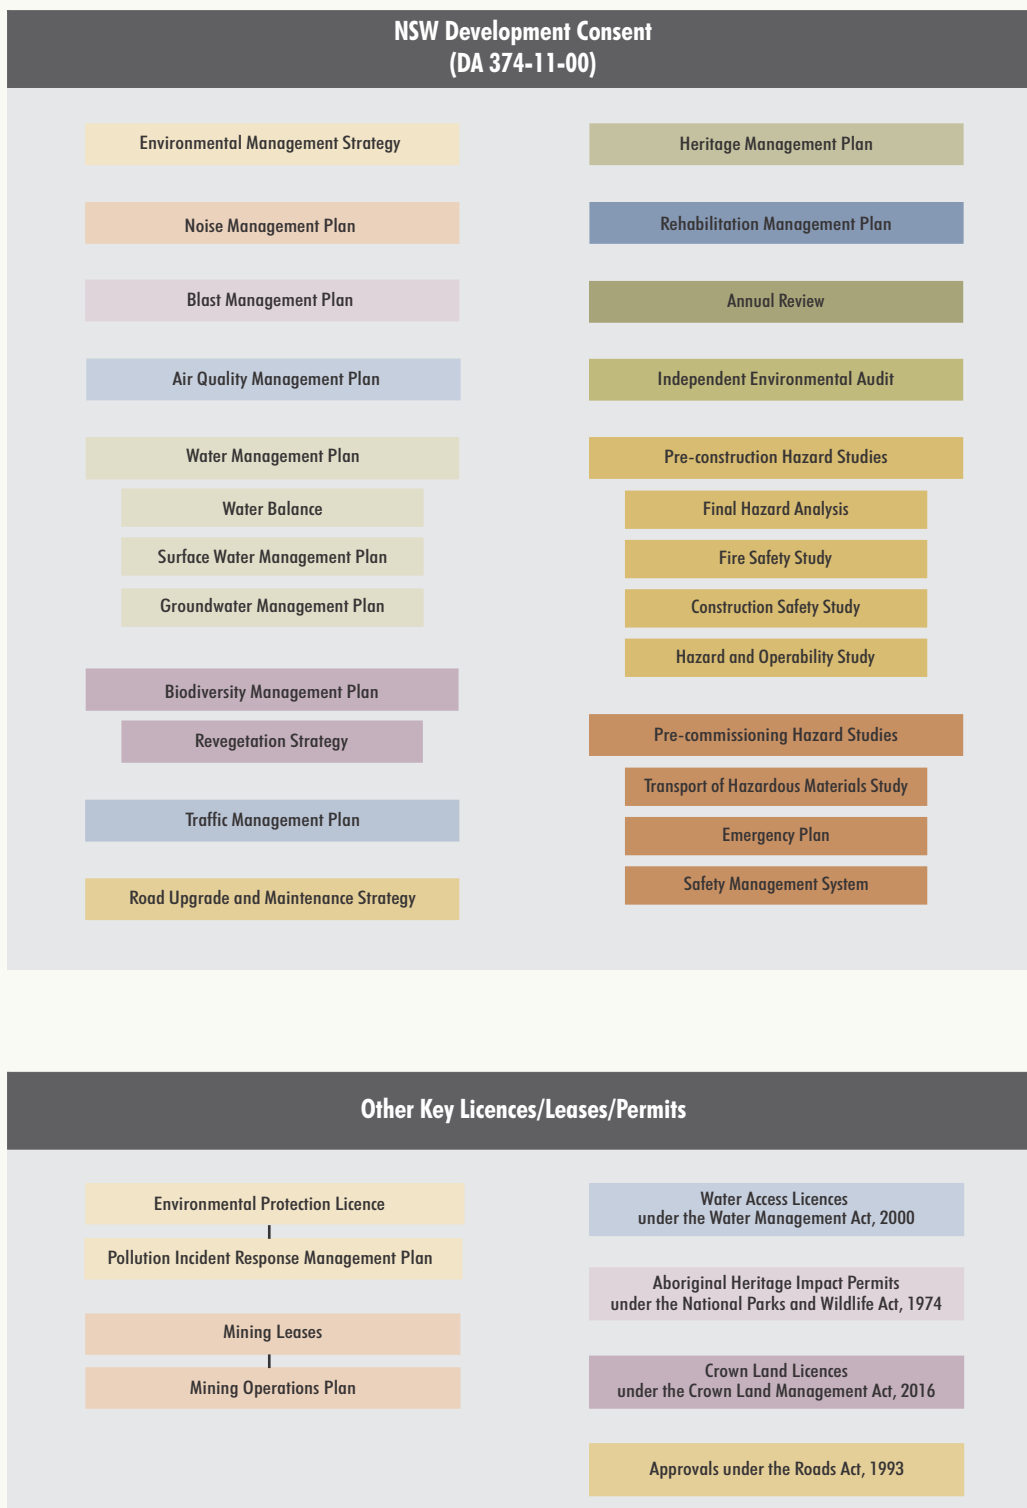 NSW Development Consent
(DA 374-11-00)
Environmental Management Strategy
Noise Management Plan
Blast Management Plan
Air Quality Management Plan
Water Management Plan
Water Balance
Surface Water Management Plan
Groundwater Management Plan
Biodiversity Management Plan
Revegetation Strategy
Traffic Management Plan
Road Upgrade and Maintenance Strategy
Heritage Management Plan
Rehabilitation Management Plan
Annual Review
Independent Environmental Audit
Pre-construction Hazard Studies
Final Hazard Analysis
Fire Safety Study
Construction Safety Study
Hazard and Operability Study
Pre-commissioning Hazard Studies
Transport of Hazardous Materials Study
Emergency Plan
Safety Management System
Other Key Licences/Leases/Permits
Environmental Protection Licence
Pollution Incident Response Management Plan
Mining Leases
Mining Operations Plan
Water Access Licences
under the Water Management Act, 2000
Aboriginal Heritage Impact Permits
under the National Parks and Wildlife Act, 1974
Crown Land Licences
under the Crown Land Management Act, 2016
Approvals under the Roads Act, 1993